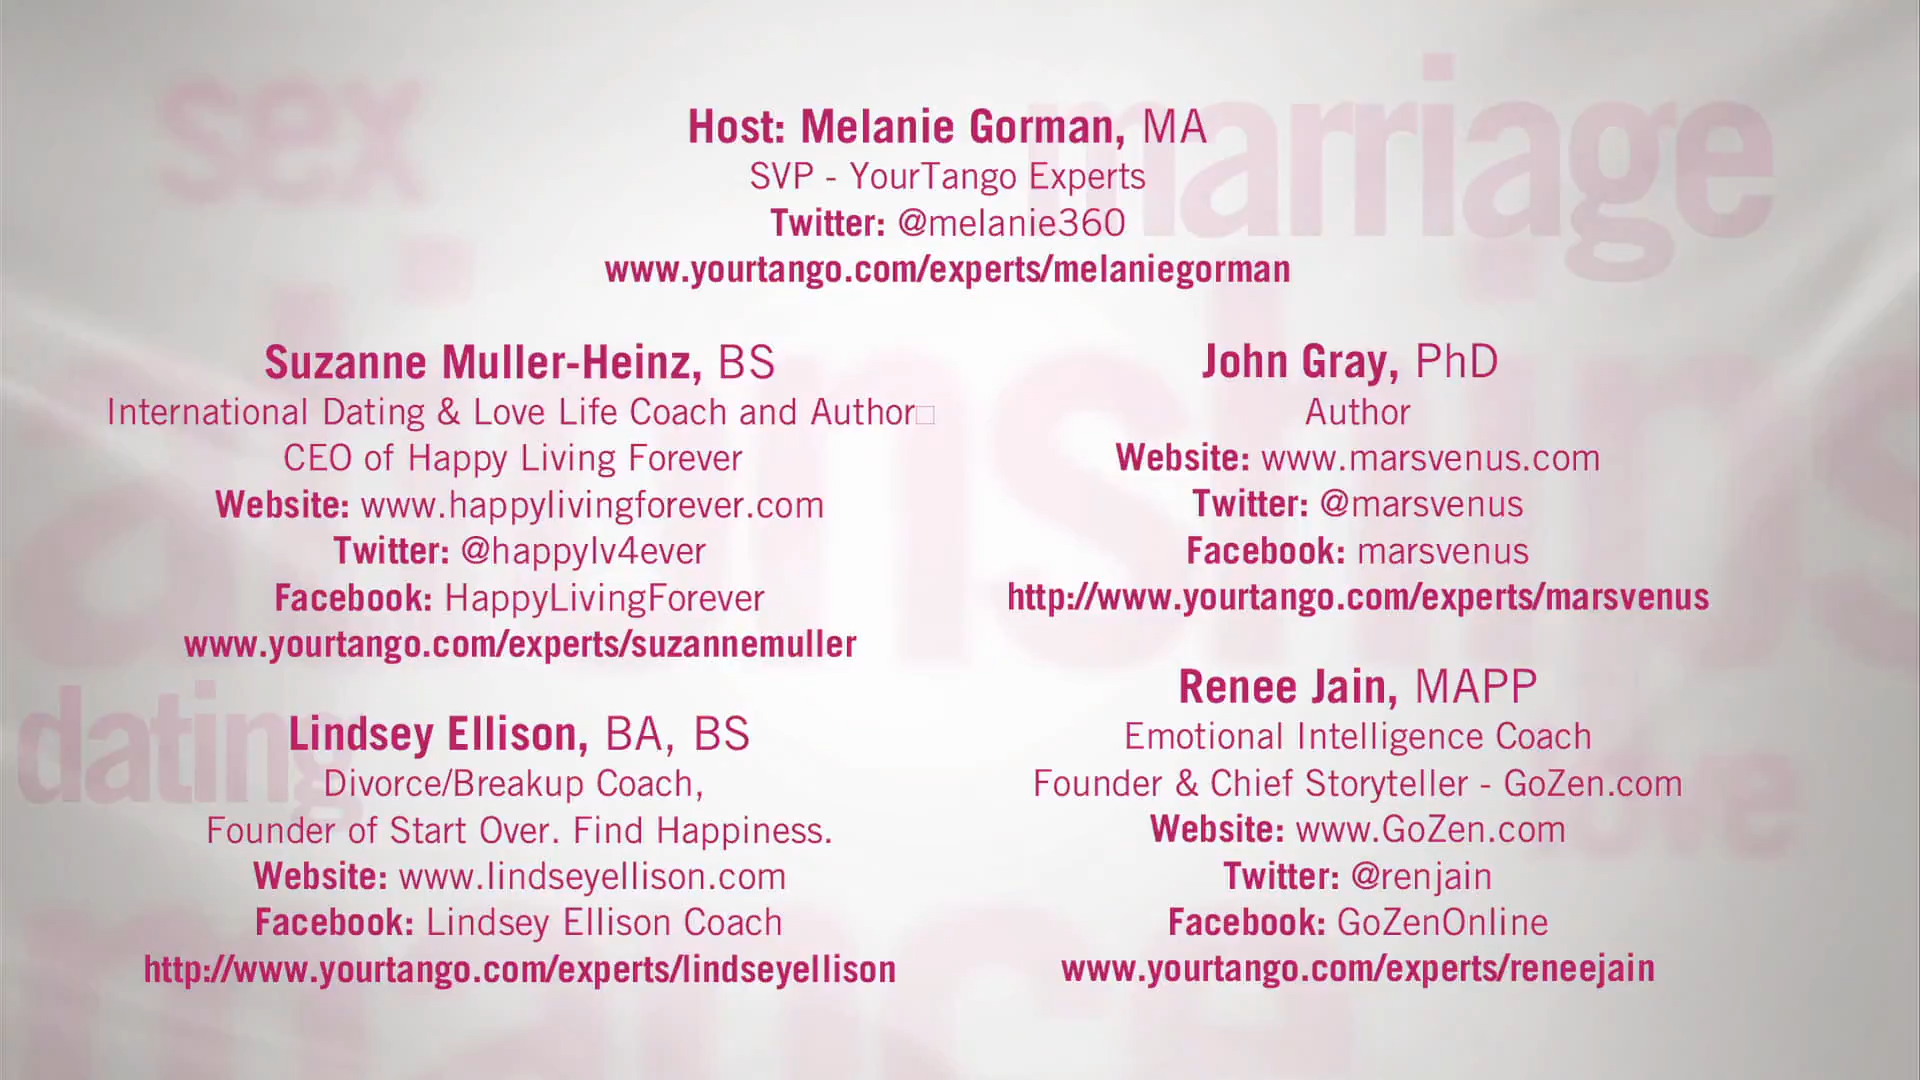 sex
marriage
Host: Melanie Gorman, MA
SVP - YourTango Experts
Twitter: @melanie360
www.yourtango.com/experts/melaniegorman
Suzanne Muller-Heinz, BS
International Dating & Love Life Coach and Author
CEO of Happy Living Forever
Website: www.happylivingforever.com
Twitter: @happylv4ever
Facebook: HappyLivingForever
www.yourtango.com/experts/suzannemuller
Lindsey Ellison, BA, BS
Divorce/Breakup Coach,
Founder of Start Over. Find Happiness.
Website: www.lindseyellison.com
Facebook: Lindsey Ellison Coach
http://www.yourtango.com/experts/lindseyellison
John Gray, PhD
Author
Website: www.marsvenus.com
Twitter: @marsvenus
Facebook: marsvenus
http://www.yourtango.com/experts/marsvenus
Renee Jain, MAPP
Emotional Intelligence Coach
Founder & Chief Storyteller - GoZen.com
Website: www.GoZen.com
Twitter: @renjain
Facebook: GoZenOnline
www.yourtango.com/experts/reneejain
dating
love